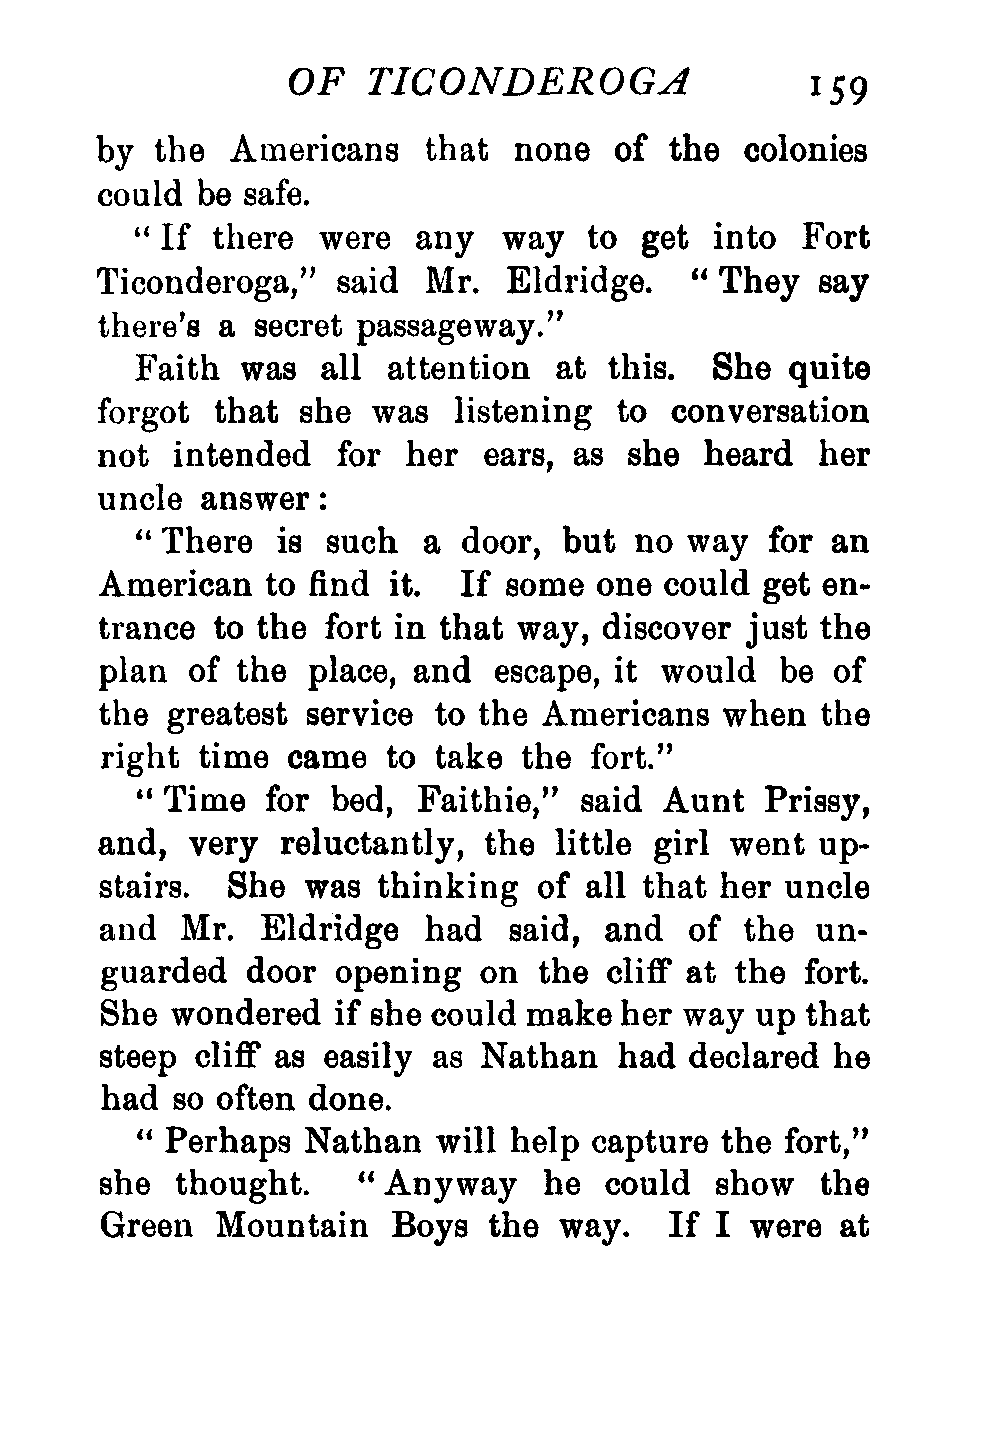 OF TICONDEROGA 159
by the Americans that none of the colonies
could be safe.
“ If there were any way to get into Fort
Ticonderoga,” said Mr. Eldridge. “ They say
there’s a secret passageway.”
Faith was all attention at this. She quite
forgot that she was listening to conversation
not intended for her ears, as she heard her
uncle answer :
“ There is such a door, but no way for an
American to find it. If some one could get en-
trance to the fort in that way, discover just the
plan of the place, and escape, it would be of
the greatest service to the Americans when the
right time came to take the fort.”
“ Time for bed, Faithie,” said Aunt Prissy,
and, very reluctantly, the little girl went up-
stairs. She was thinking of all that her uncle
and Mr. Eldridge had said, and of the un-
guarded door opening on the cliff at the fort.
She wondered if she could make her way up that
steep cliff as easily as Nathan had declared he
had so often done.
“ Perhaps Nathan will help capture the fort,”
she thought. “ Anyway he could show the
Green Mountain Boys the way. If I were at